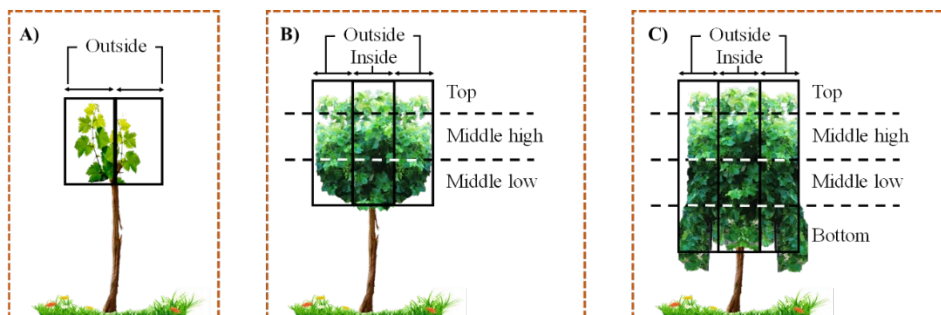 A)
Outside
B)
Outside
Inside
Top
Middle high
Middle low
C)
Outside
Inside
Top
Middle high
Middle low
Bottom